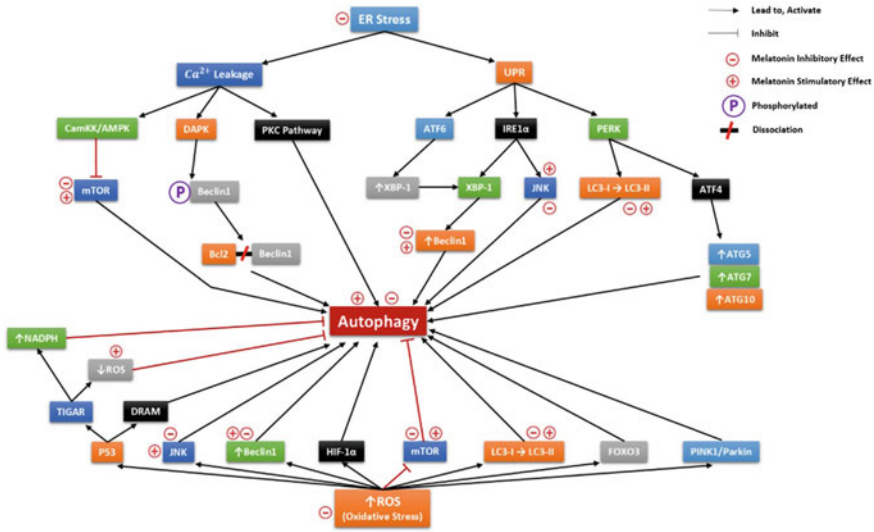 ER Stress
Lead to, Activate
Inhibit
Melatonin Inhibitory Effect
Melatonin Stimulatory Effect
P Phosphorylated
Dissociation
Ca²⁺ Leakage
UPR
CamKK/AMPK
DAPK
PKC Pathway
ATF6
IRE1α
PERK
mTOR
P Beclin1
↑XBP-1
XBP-1
JNK
LC3-I → LC3-II
ATF4
Bcl2
Beclin1
↑Beclin1
↑ATG5
↑ATG7
↑ATG10
Autophagy
↑NADPH
↓ROS
TIGAR
DRAM
P53
JNK
↑Beclin1
HIF-1α
mTOR
LC3-I → LC3-II
FOXO3
PINK1/Parkin
↑ROS
(Oxidative Stress)